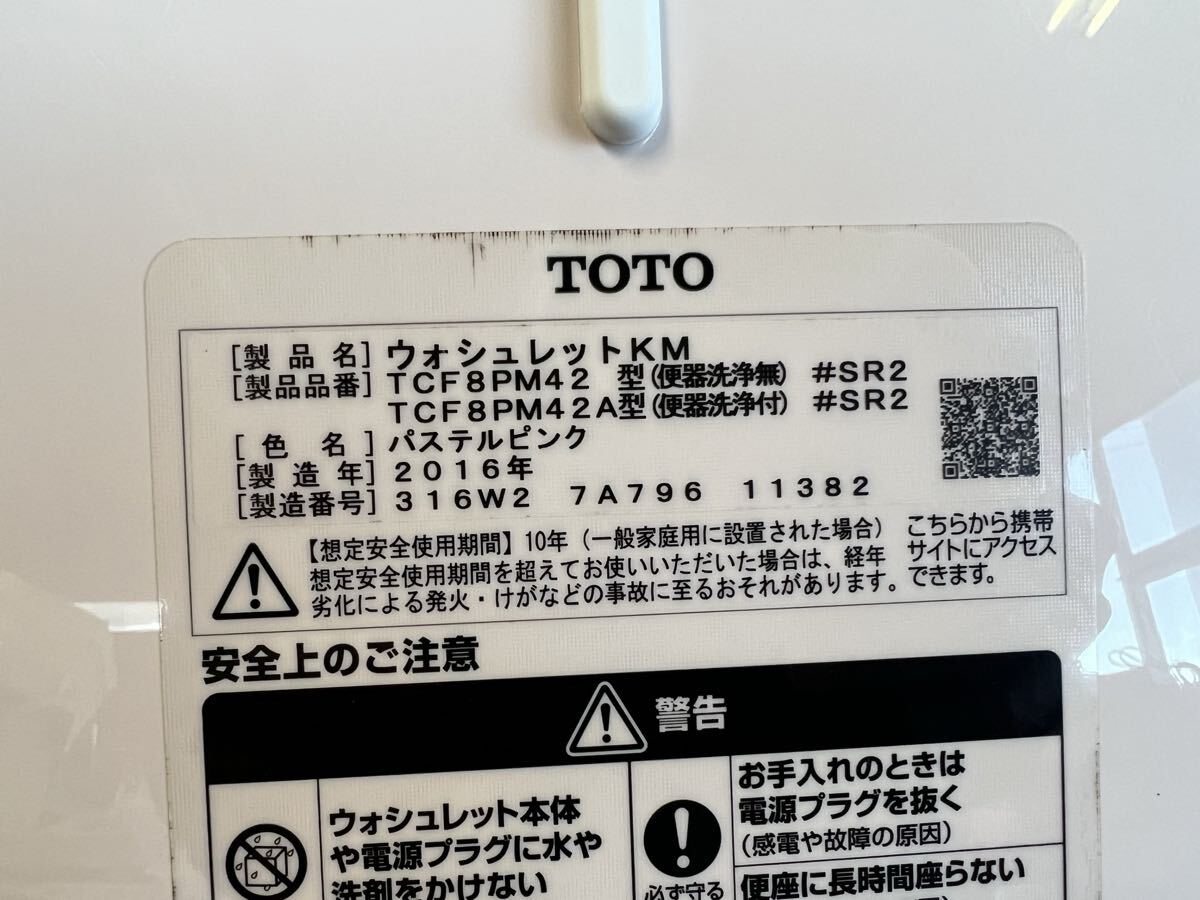 TOTO
[製品名] ウォシュレットKM
[製品品番] TCF8PM42 型(便器洗浄無) #SR2
TCF8PM42A型(便器洗浄付) #SR2
[色名] パステルピンク
[製造年] 2016年
[製造番号] 316W2 7A796 11382
【想定安全使用期間】10年（一般家庭用に設置された場合）
想定安全使用期間を超えてお使いいただいた場合は、経年
劣化による発火・けがなどの事故に至るおそれがあります。
こちらから携帯
サイトにアクセス
できます。
安全上のご注意
警告
ウォシュレット本体
や電源プラグに水や
洗剤をかけない
必ず守る
お手入れのときは
電源プラグを抜く
(感電や故障の原因)
便座に長時間座らない